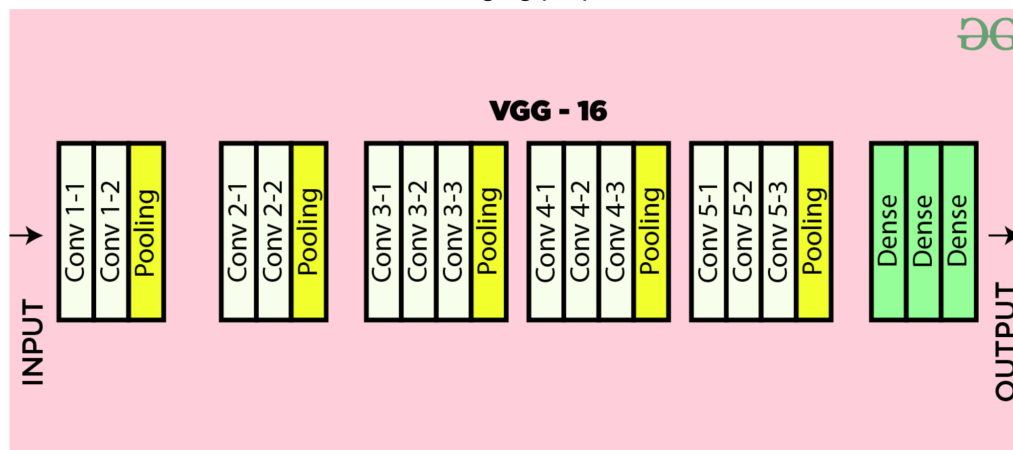 VGG - 16
INPUT
Conv 1-1
Conv 1-2
Pooling
Conv 2-1
Conv 2-2
Pooling
Conv 3-1
Conv 3-2
Conv 3-3
Pooling
Conv 4-1
Conv 4-2
Conv 4-3
Pooling
Conv 5-1
Conv 5-2
Conv 5-3
Pooling
Dense
Dense
Dense
OUTPUT